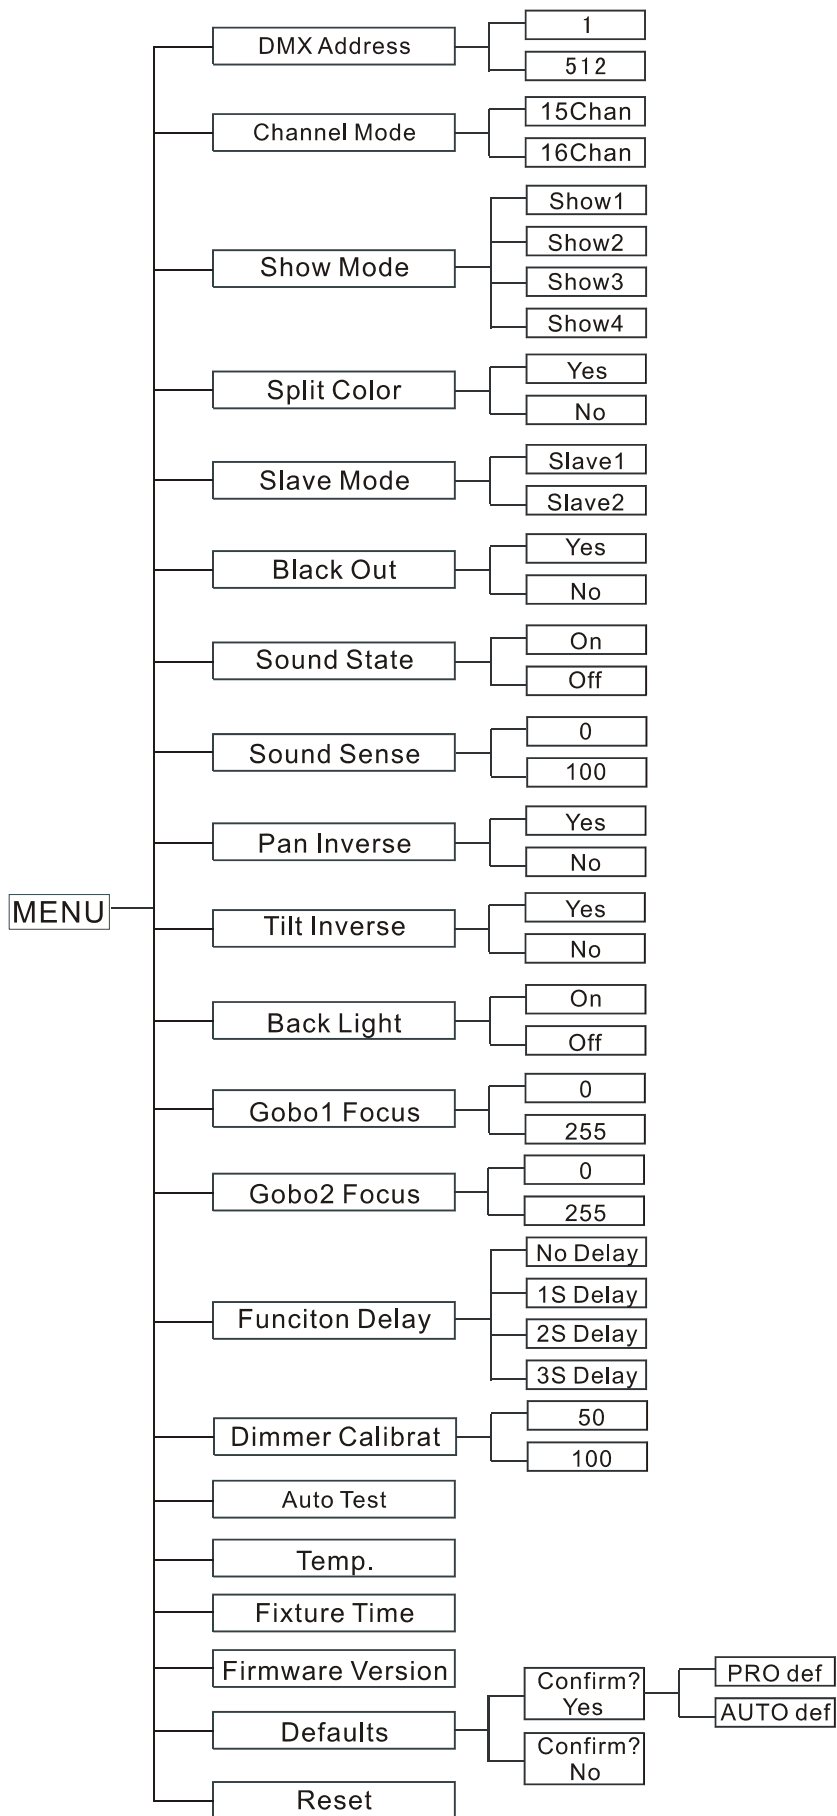 DMX Address
1
512
Channel Mode
15Chan
16Chan
Show Mode
Show1
Show2
Show3
Show4
Split Color
Yes
No
Slave Mode
Slave1
Slave2
Black Out
Yes
No
Sound State
On
Off
Sound Sense
0
100
Pan Inverse
Yes
No
MENU
Tilt Inverse
Yes
No
Back Light
On
Off
Gobo1 Focus
0
255
Gobo2 Focus
0
255
Funciton Delay
No Delay
1S Delay
2S Delay
3S Delay
Dimmer Calibrat
50
100
Auto Test
Temp.
Fixture Time
Firmware Version
Defaults
Confirm?
Yes
PRO def
AUTO def
Confirm?
No
Reset